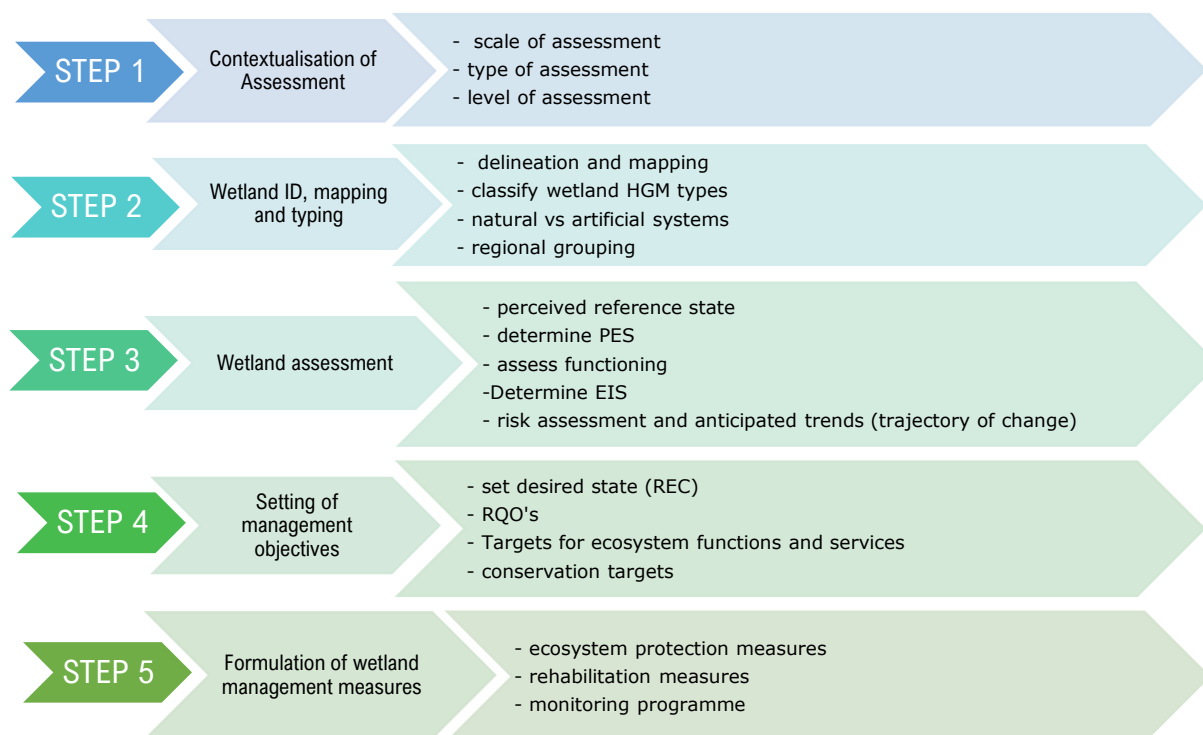 STEP 1
Contextualisation of
Assessment
- scale of assessment
- type of assessment
- level of assessment
STEP 2
Wetland ID, mapping
and typing
- delineation and mapping
- classify wetland HGM types
- natural vs artificial systems
- regional grouping
STEP 3
Wetland assessment
- perceived reference state
- determine PES
- assess functioning
-Determine EIS
- risk assessment and anticipated trends (trajectory of change)
STEP 4
Setting of
management
objectives
- set desired state (REC)
- RQO's
- Targets for ecosystem functions and services
- conservation targets
STEP 5
Formulation of wetland
management measures
- ecosystem protection measures
- rehabilitation measures
- monitoring programme